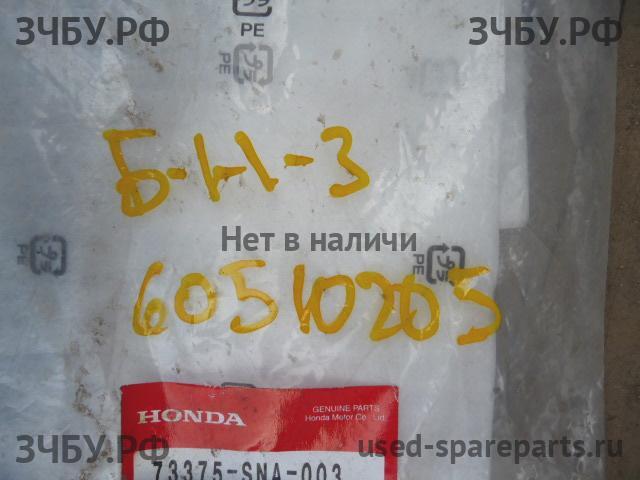 ЗЧБУ.РФ
ЗЧБУ.РФ
PE
PE
Б-11-3
Нет в наличи
PE
PE
60510205
HONDA
GENUINE PARTS
Honda Motor Co., Ltd.
ЗЧБУ.РФ
used-spareparts.ru
73375-SNA-003